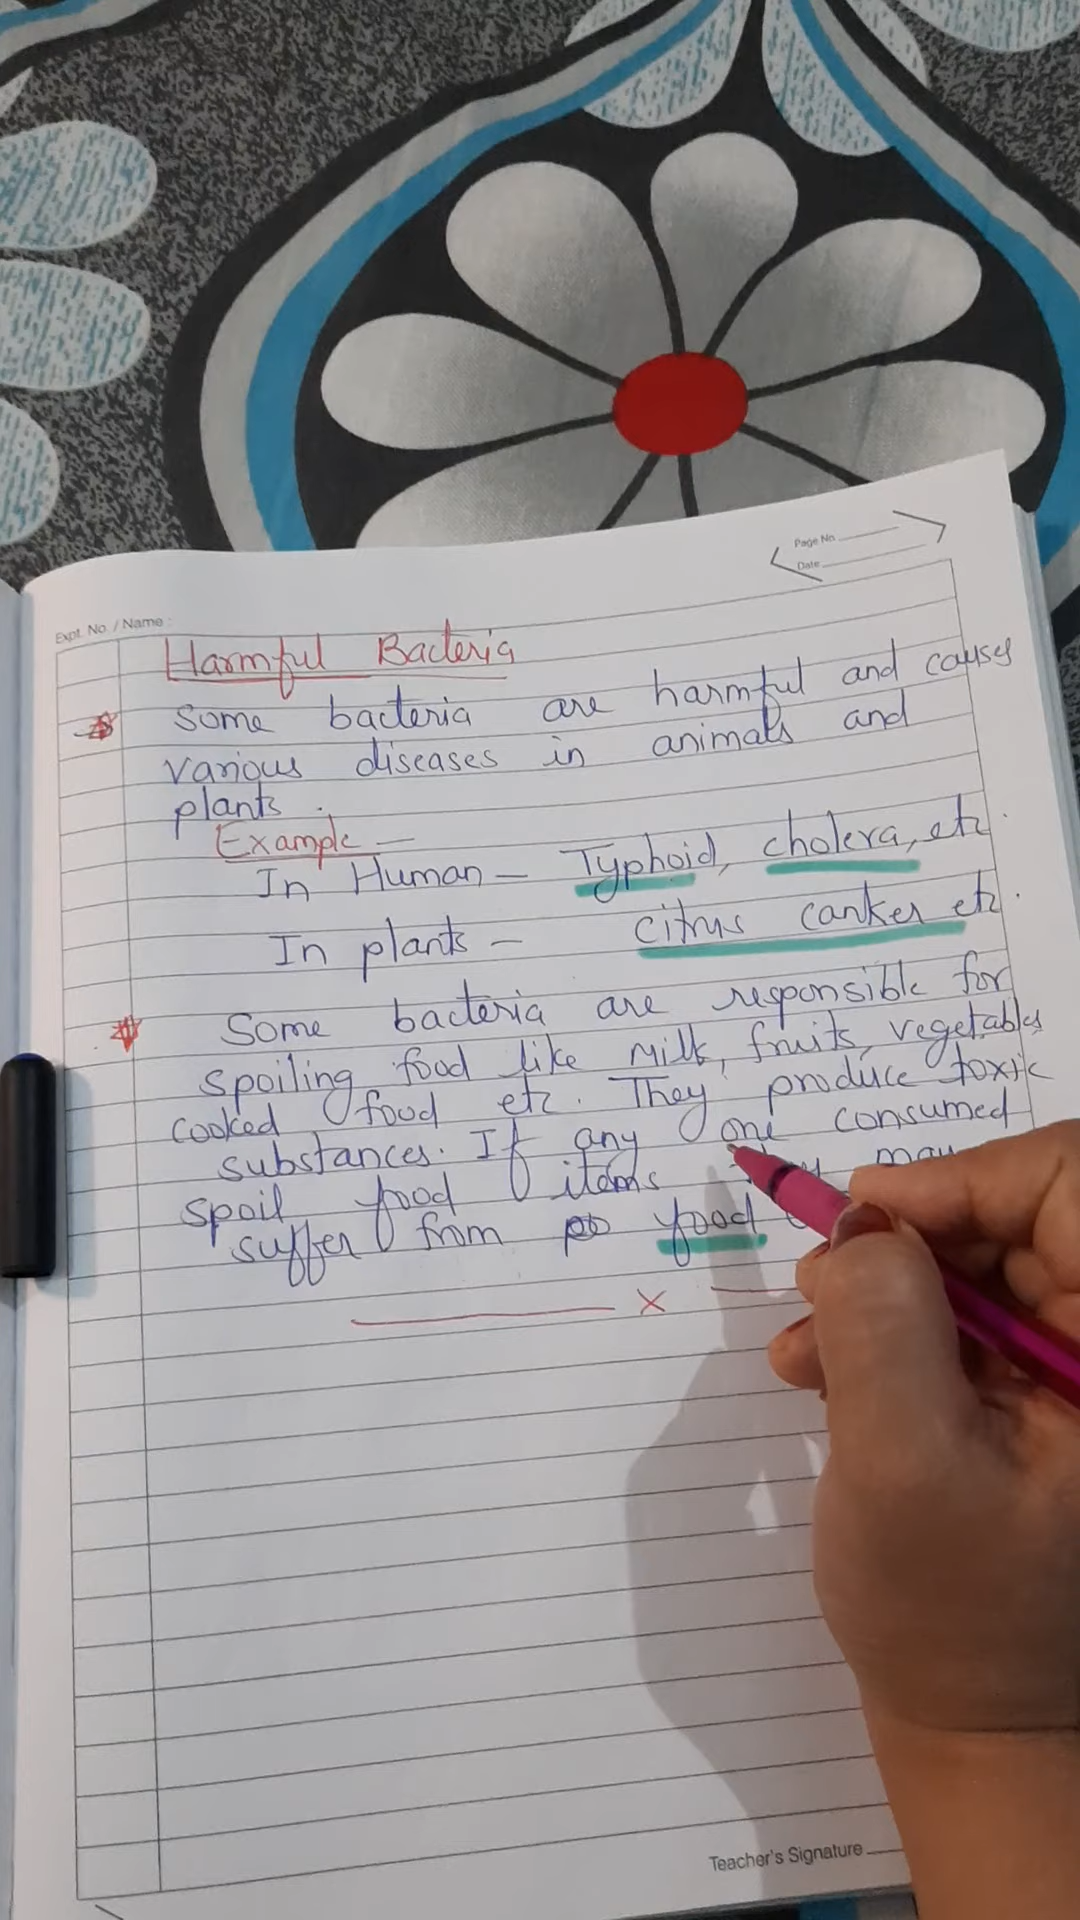 Page No
Date
Expt. No. / Name :
Harmful Bacteria
Some bacteria are harmful and causes
various diseases in animals and
plants .
Example —
In Human — Typhoid, cholera, etc.
In plants — citrus canker etc.
Some bacteria are responsible for
spoiling food like milk, fruits, vegetables
cooked food etc. They produce toxic
substances. If any one consumed
spoil food items they may
suffer from food
x
Teacher's Signature